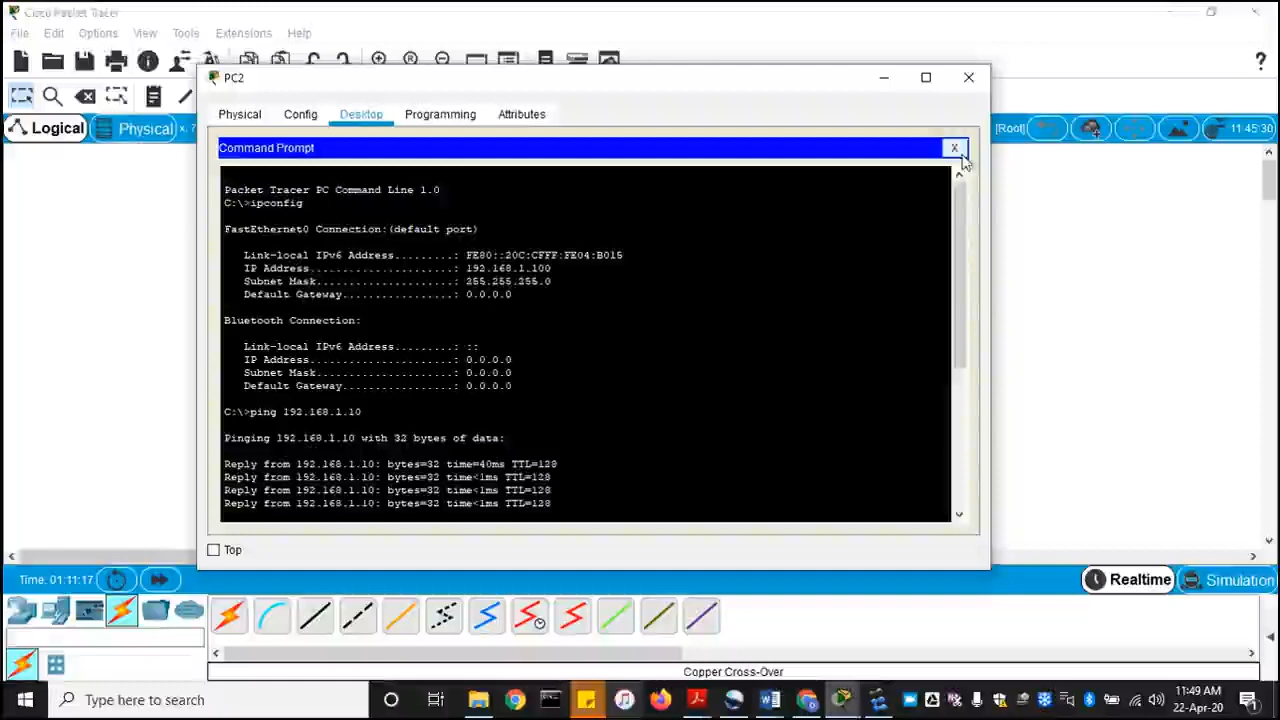 Cisco Packet Tracer
File Edit Options View Tools Extensions Help
PC2
Physical Config Desktop Programming Attributes
Logical Physical x. 7 [Root] 11:45:30
Command Prompt X
Packet Tracer PC Command Line 1.0
C:\>ipconfig
FastEthernet0 Connection:(default port)
Link-local IPv6 Address.........: FE80::20C:CFFF:FE04:B015
IP Address......................: 192.168.1.100
Subnet Mask.....................: 255.255.255.0
Default Gateway.................: 0.0.0.0
Bluetooth Connection:
Link-local IPv6 Address.........: ::
IP Address......................: 0.0.0.0
Subnet Mask.....................: 0.0.0.0
Default Gateway.................: 0.0.0.0
C:\>ping 192.168.1.10
Pinging 192.168.1.10 with 32 bytes of data:
Reply from 192.168.1.10: bytes=32 time=40ms TTL=128
Reply from 192.168.1.10: bytes=32 time<1ms TTL=128
Reply from 192.168.1.10: bytes=32 time<1ms TTL=128
Reply from 192.168.1.10: bytes=32 time<1ms TTL=128
Top
Time: 01:11:17 Realtime Simulation
Copper Cross-Over
Type here to search
11:49 AM
22-Apr-20